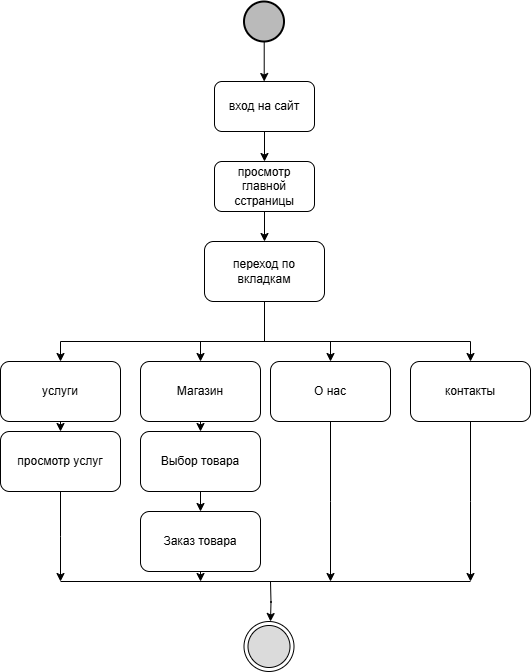 вход на сайт
просмотр
главной
сстраницы
переход по
вкладкам
услуги
Магазин
О нас
контакты
просмотр услуг
Выбор товара
Заказ товара